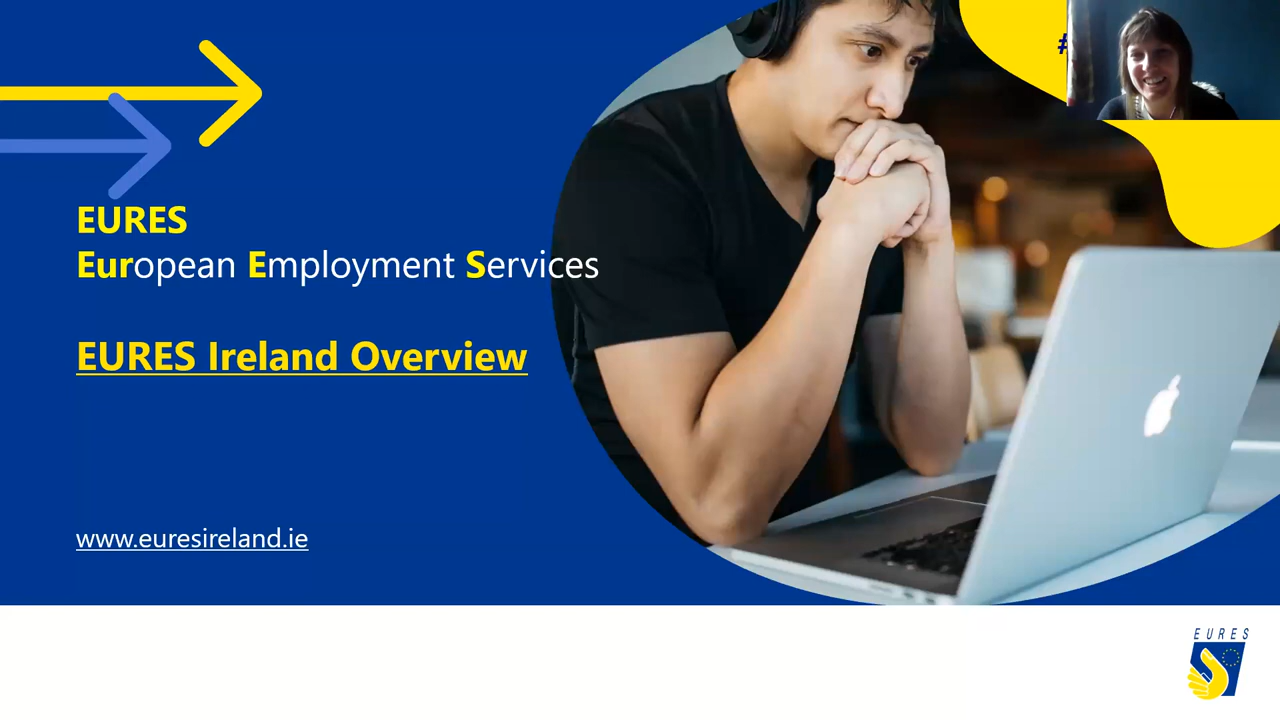 #
EURES
European Employment Services
EURES Ireland Overview
www.euresireland.ie
EURES